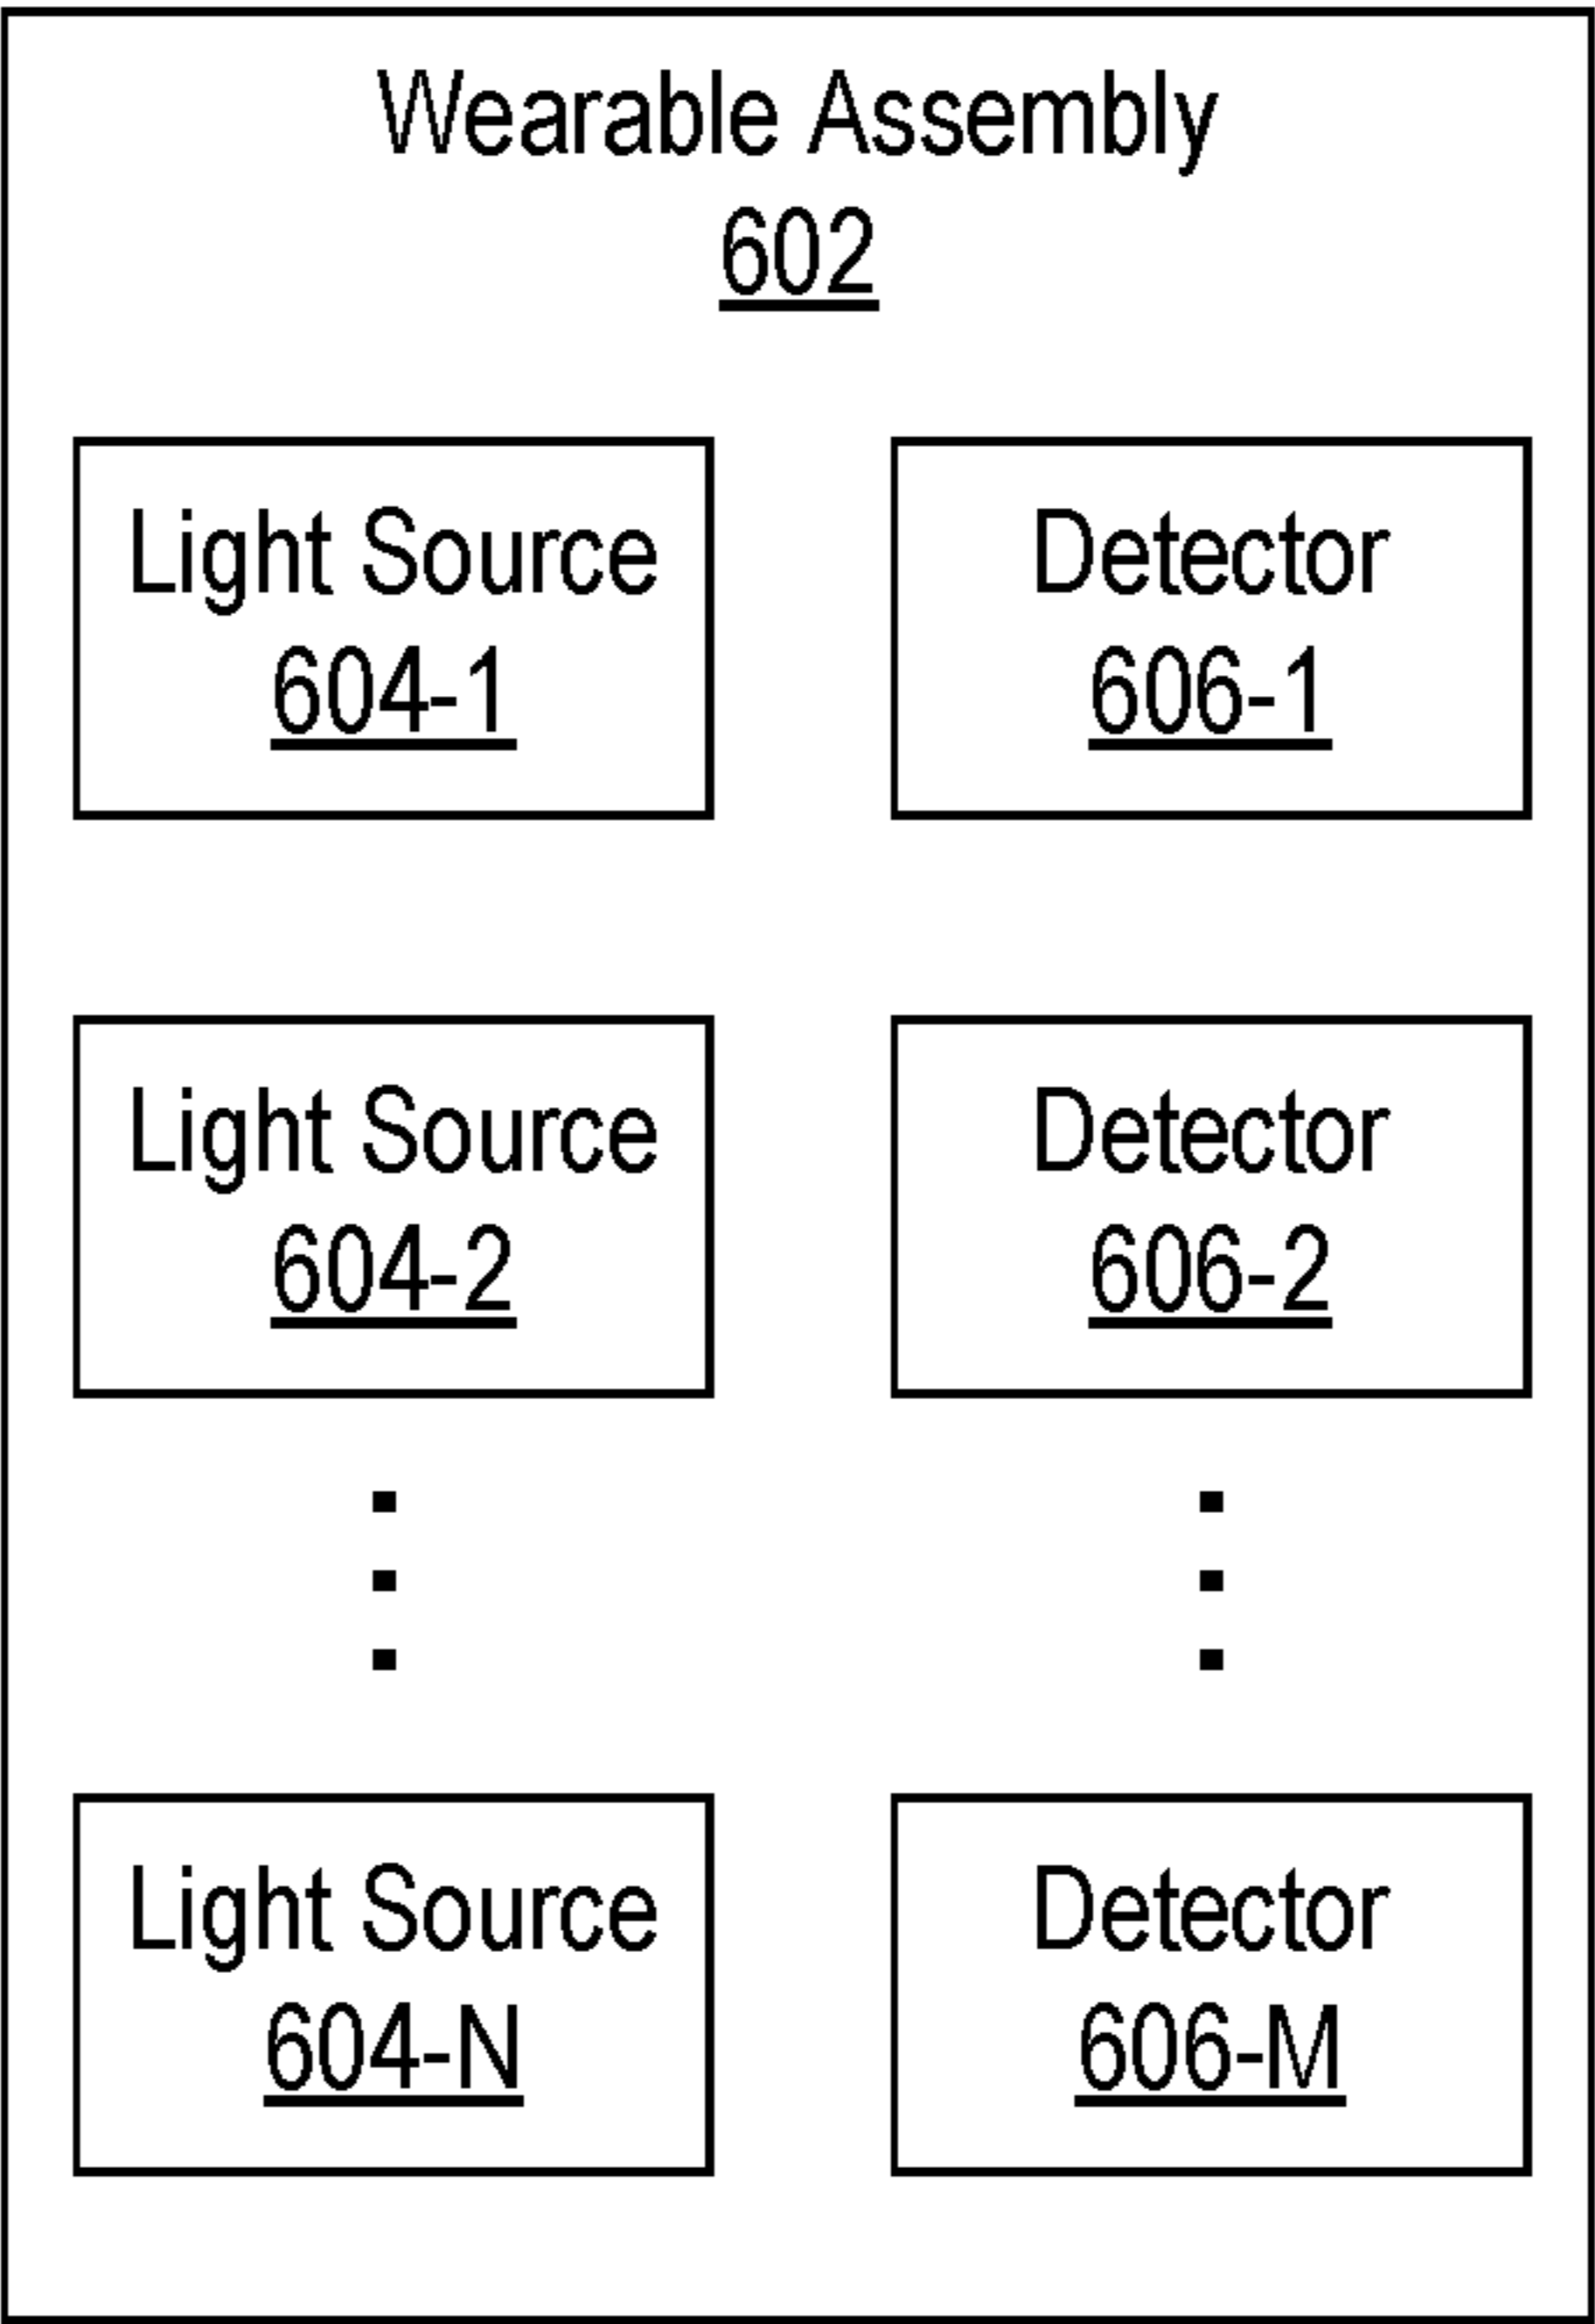 Wearable Assembly
602
Light Source
604-1
Detector
606-1
Light Source
604-2
Detector
606-2
Light Source
604-N
Detector
606-M